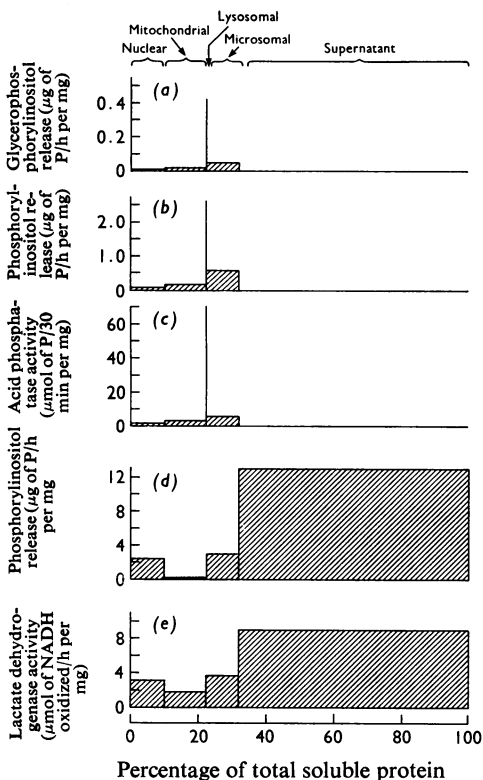 Lysosomal
Mitochondrial
Microsomal
Nuclear
Supernatant
Glycerophos-
phorylinositol
release (μg of
P/h per mg)
(a)
0.4
0.2
0
Phosphoryl-
inositol re-
lease (μg of
P/h per mg)
(b)
2.0
1.0
0
Acid phospha-
tase activity
(μmol of P/30
min per mg)
(c)
60
40
20
0
Phosphorylinositol
release (μg of P/h
per mg)
(d)
12
8
4
0
Lactate dehydro-
genase activity
(μmol of NADH
oxidized/h per
mg)
(e)
8
4
0
0 20 40 60 80 100
Percentage of total soluble protein